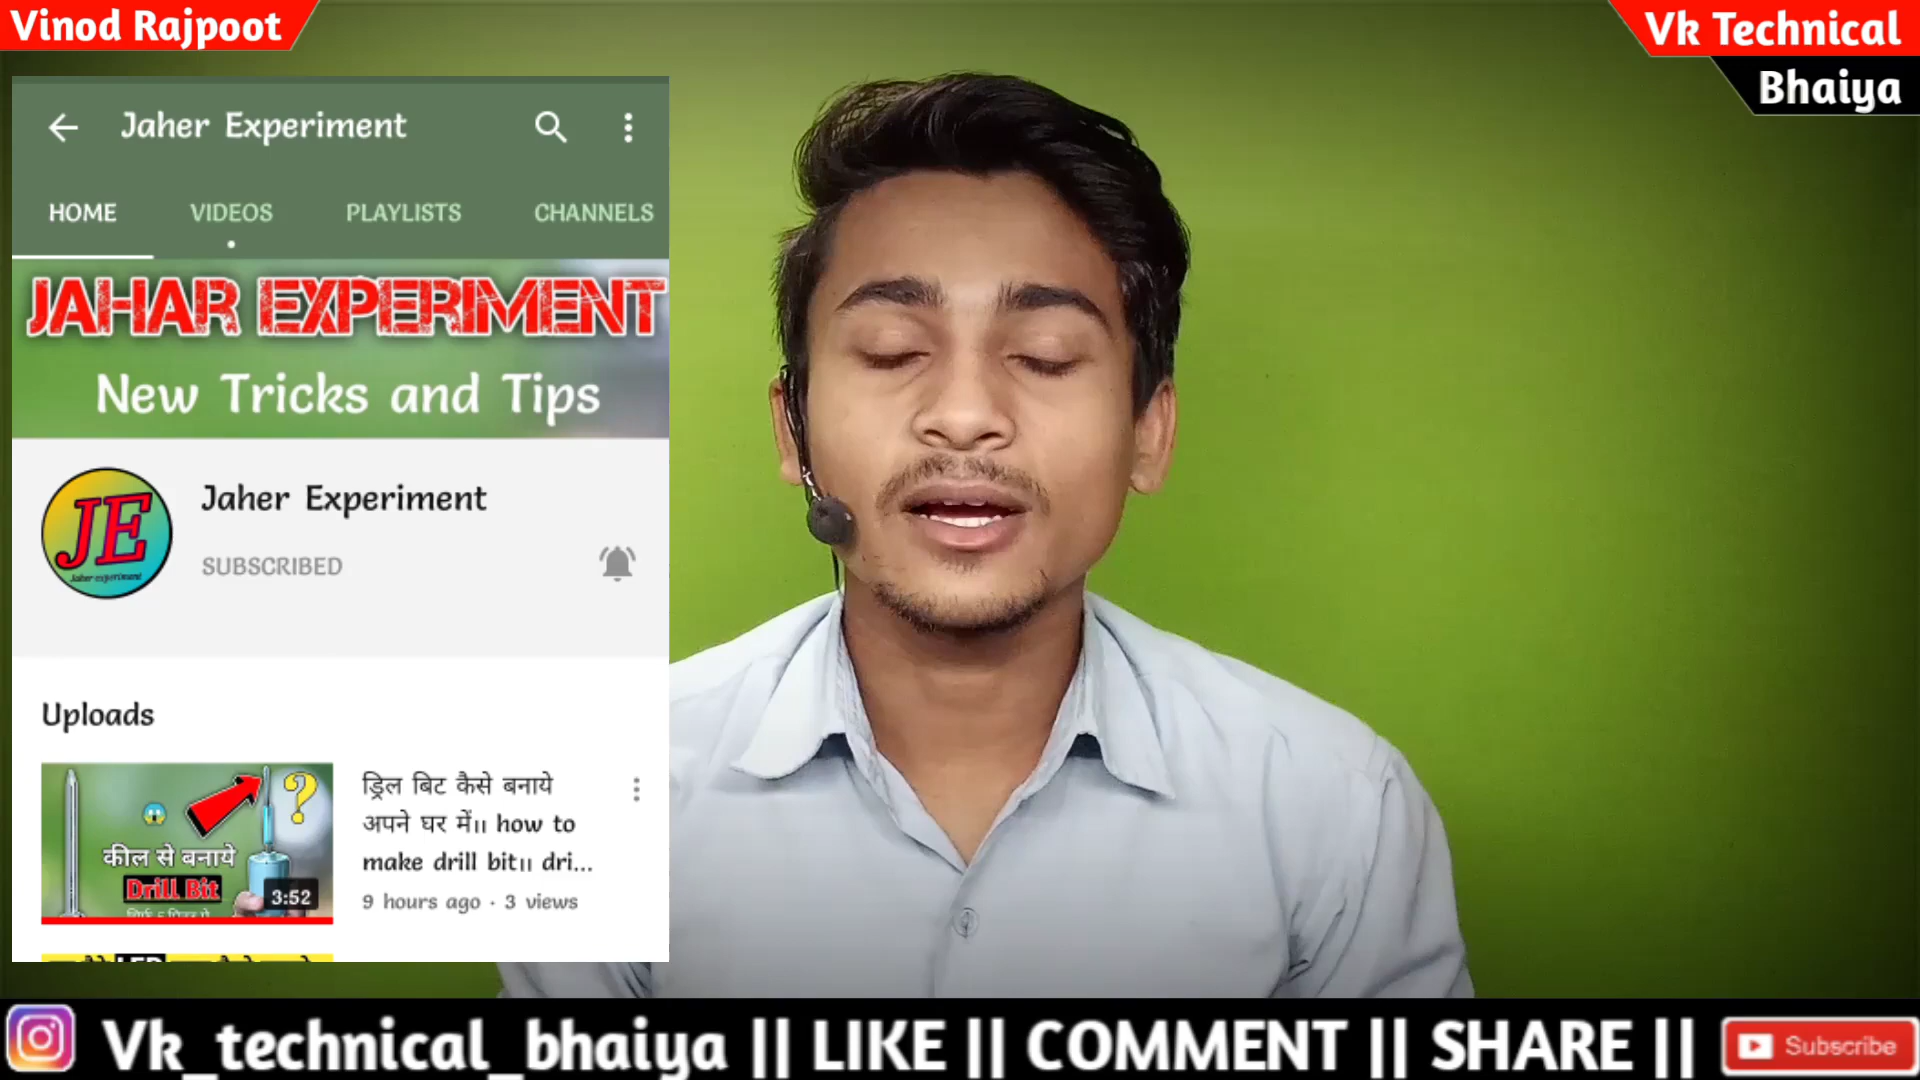 Vinod Rajpoot
Vk Technical
Bhaiya
Jaher Experiment
HOME VIDEOS PLAYLISTS CHANNELS
JAHAR EXPERIMENT
New Tricks and Tips
JE
Jaher experiment
Jaher Experiment
SUBSCRIBED
Uploads
ड्रिल बिट कैसे बनाये
अपने घर में॥ how to
make drill bit॥ dri...
9 hours ago · 3 views
कील से बनाये
Drill Bit
3:52
Vk_technical_bhaiya || LIKE || COMMENT || SHARE ||
Subscribe